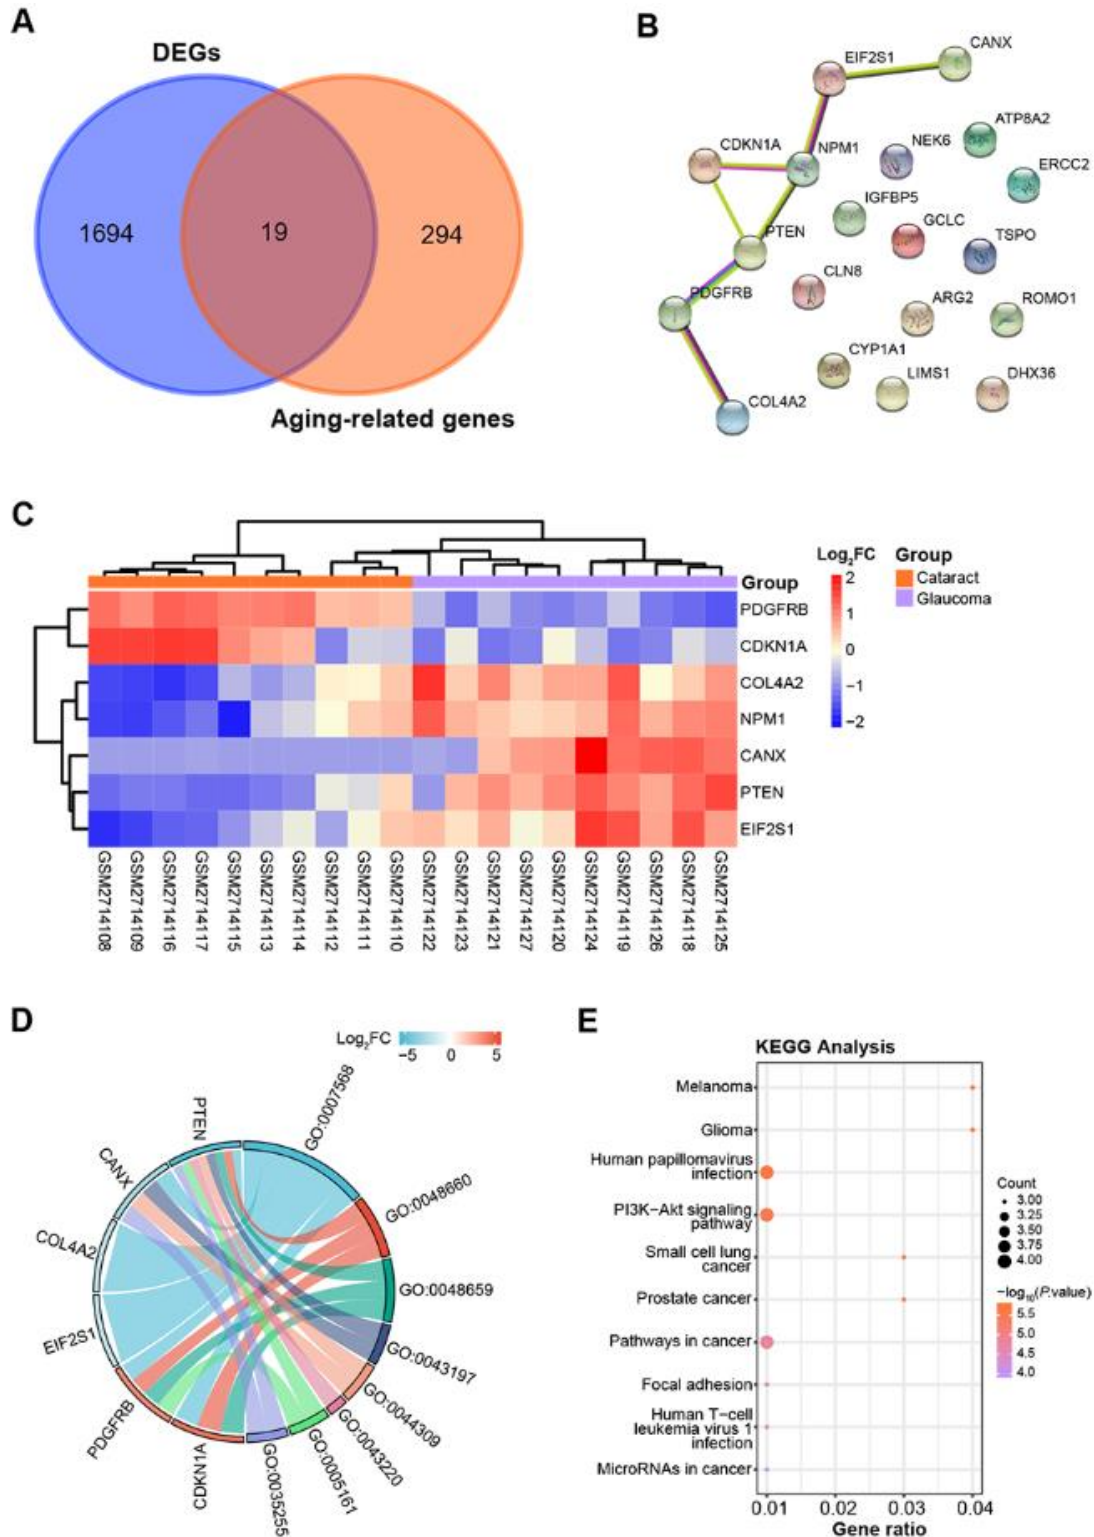 A
DEGs
1694
19
294
Aging-related genes
B
EIF2S1
CANX
CDKN1A
NPM1
NEK6
ATP8A2
ERCC2
IGFBP5
GCLC
TSPO
PTEN
CLN8
PDGFRB
ARG2
ROMO1
CYP1A1
LIMS1
DHX36
COL4A2
C
Group
PDGFRB
CDKN1A
COL4A2
NPM1
CANX
PTEN
EIF2S1
Log2FC
2
1
0
−1
−2
Group
Cataract
Glaucoma
GSM2714108
GSM2714109
GSM2714116
GSM2714117
GSM2714115
GSM2714113
GSM2714114
GSM2714112
GSM2714111
GSM2714110
GSM2714122
GSM2714123
GSM2714121
GSM2714127
GSM2714120
GSM2714124
GSM2714119
GSM2714126
GSM2714118
GSM2714125
D
Log2FC
−5 0 5
PTEN
CANX
COL4A2
EIF2S1
PDGFRB
CDKN1A
GO:0007568
GO:0048660
GO:0048659
GO:0043197
GO:0044309
GO:0043220
GO:0005161
GO:0035255
E
KEGG Analysis
Melanoma
Glioma
Human papillomavirus
infection
PI3K−Akt signaling
pathway
Small cell lung
cancer
Prostate cancer
Pathways in cancer
Focal adhesion
Human T−cell
leukemia virus 1
infection
MicroRNAs in cancer
0.01 0.02 0.03 0.04
Gene ratio
Count
3.00
3.25
3.50
3.75
4.00
−log10(P.value)
5.5
5.0
4.5
4.0